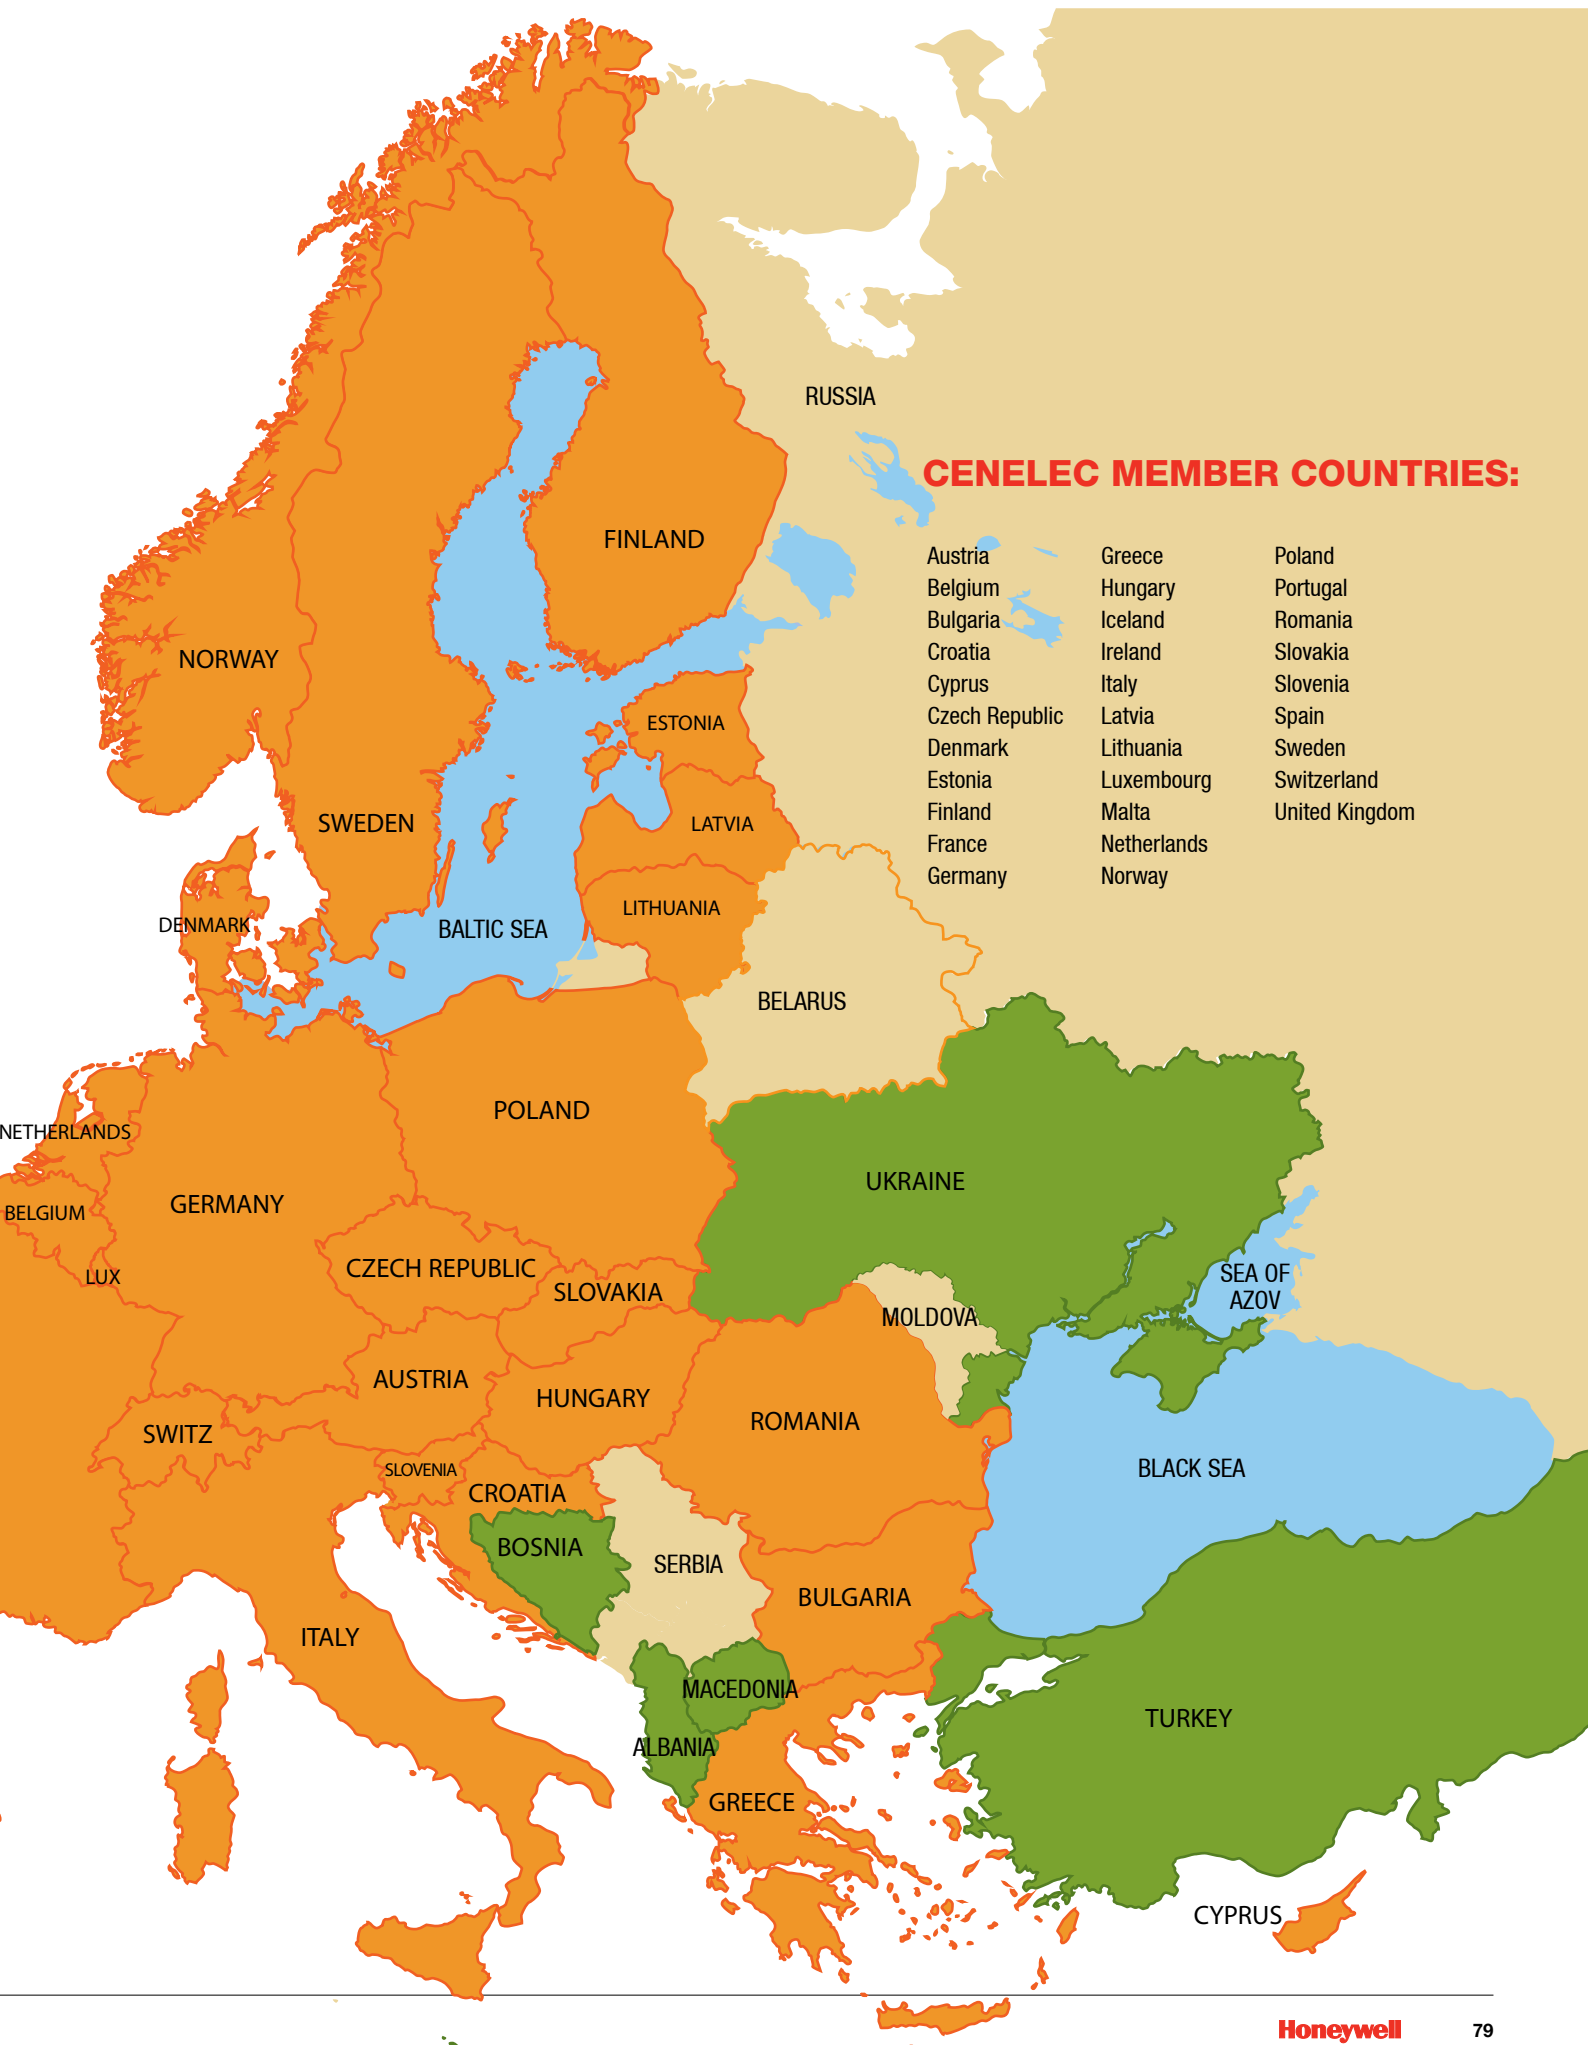 RUSSIA
CENELEC MEMBER COUNTRIES:
Austria
Belgium
Bulgaria
Croatia
Cyprus
Czech Republic
Denmark
Estonia
Finland
France
Germany
Greece
Hungary
Iceland
Ireland
Italy
Latvia
Lithuania
Luxembourg
Malta
Netherlands
Norway
Poland
Portugal
Romania
Slovakia
Slovenia
Spain
Sweden
Switzerland
United Kingdom
FINLAND
NORWAY
ESTONIA
SWEDEN
LATVIA
LITHUANIA
DENMARK
BALTIC SEA
BELARUS
POLAND
NETHERLANDS
UKRAINE
GERMANY
BELGIUM
CZECH REPUBLIC
LUX
SLOVAKIA
SEA OF
AZOV
MOLDOVA
AUSTRIA
HUNGARY
ROMANIA
SWITZ
SLOVENIA
BLACK SEA
CROATIA
BOSNIA
SERBIA
BULGARIA
ITALY
MACEDONIA
TURKEY
ALBANIA
GREECE
CYPRUS
Honeywell
79